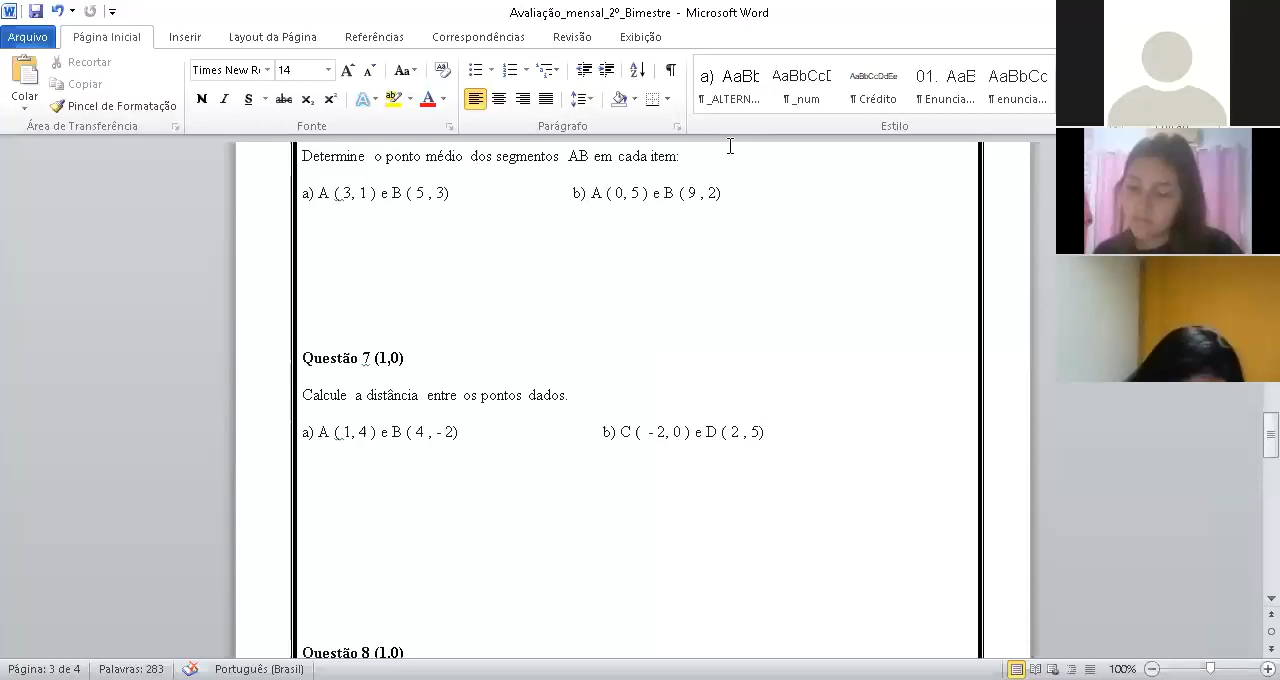 Avaliação_mensal_2º_Bimestre - Microsoft Word
Arquivo Página Inicial Inserir Layout da Página Referências Correspondências Revisão Exibição
Colar
Recortar
Copiar
Pincel de Formatação
Área de Transferência
Times New R 14
N I S abc x₂ x²
Fonte
Parágrafo
a) AaBb AaBbCcD AaBbCcDdEe 01. AaE AaBbCc
¶ _ALTERN... ¶ _num ¶ Crédito ¶ Enuncia... ¶ enuncia...
Estilo
Determine o ponto médio dos segmentos AB em cada item:
a) A ( 3, 1 ) e B ( 5 , 3) b) A ( 0, 5 ) e B ( 9 , 2)
Questão 7 (1,0)
Calcule a distância entre os pontos dados.
a) A ( 1, 4 ) e B ( 4 , - 2) b) C ( - 2, 0 ) e D ( 2 , 5)
Questão 8 (1,0)
Página: 3 de 4 Palavras: 283 Português (Brasil) 100%